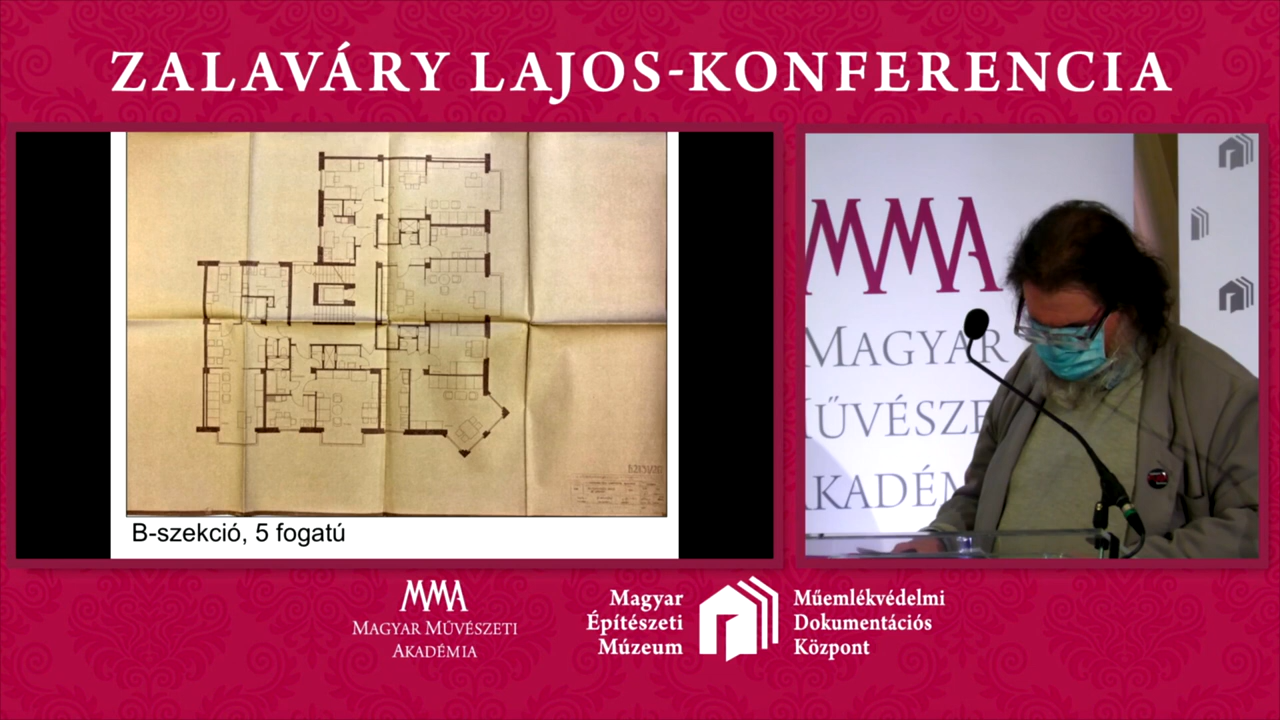 ZALAVÁRY LAJOS-KONFERENCIA
B-szekció, 5 fogatú
MMA
MAGYAR
MŰVÉSZE
AKADÉM
MMA
MAGYAR MŰVÉSZETI
AKADÉMIA
Magyar
Építészeti
Múzeum
Műemlékvédelmi
Dokumentációs
Központ